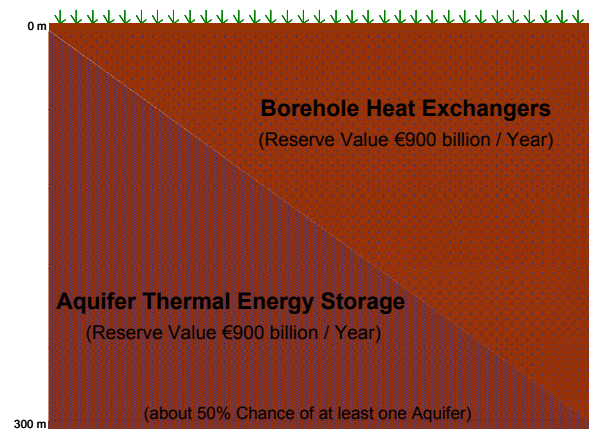 0 m
Borehole Heat Exchangers
(Reserve Value €900 billion / Year)
Aquifer Thermal Energy Storage
(Reserve Value €900 billion / Year)
(about 50% Chance of at least one Aquifer)
300 m